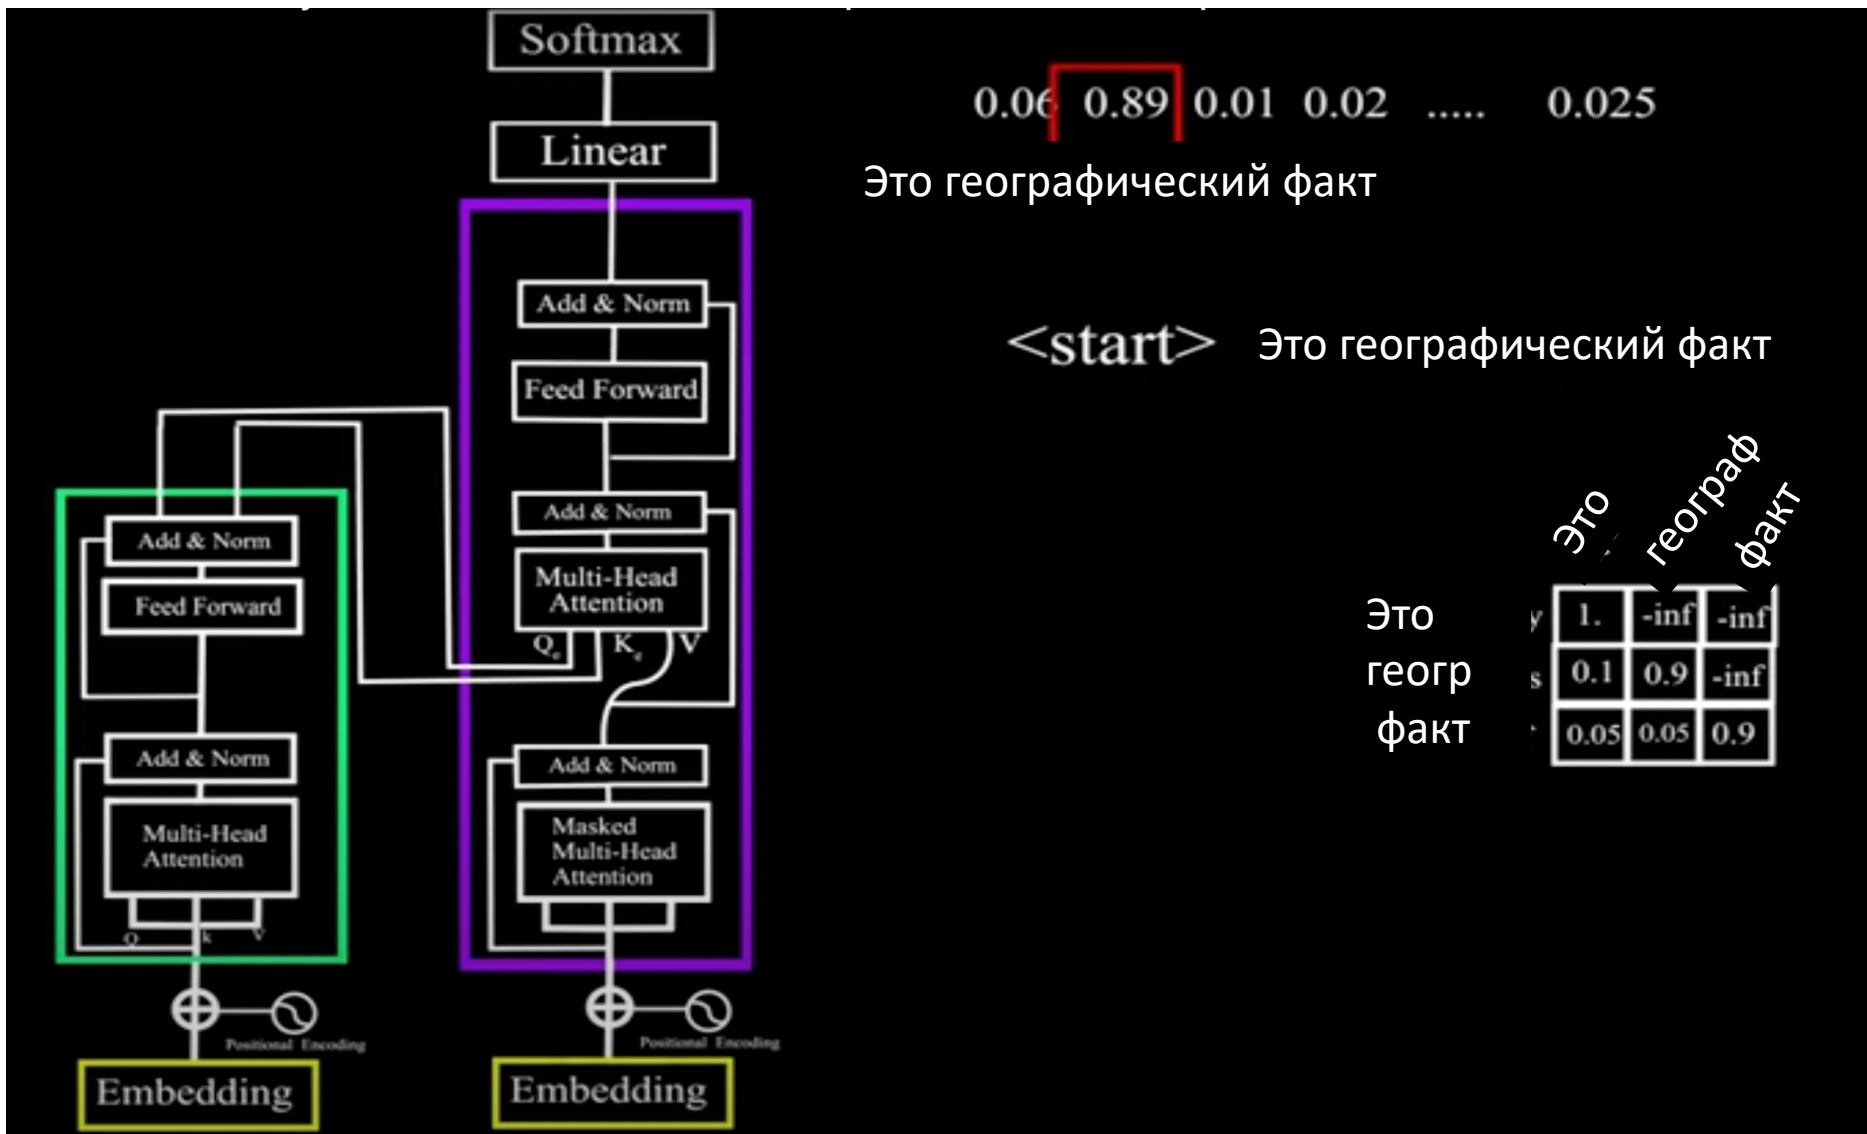 Softmax
Linear
Add & Norm
Feed Forward
Add & Norm
Multi-Head
Attention
Qe Ke V
Add & Norm
Masked
Multi-Head
Attention
Positional Encoding
Embedding
Add & Norm
Feed Forward
Add & Norm
Multi-Head
Attention
Q k V
Positional Encoding
Embedding
0.06 0.89 0.01 0.02 ..... 0.025
Это географический факт
<start> Это географический факт
Это географ факт
Это 1. -inf -inf
геогр 0.1 0.9 -inf
факт 0.05 0.05 0.9